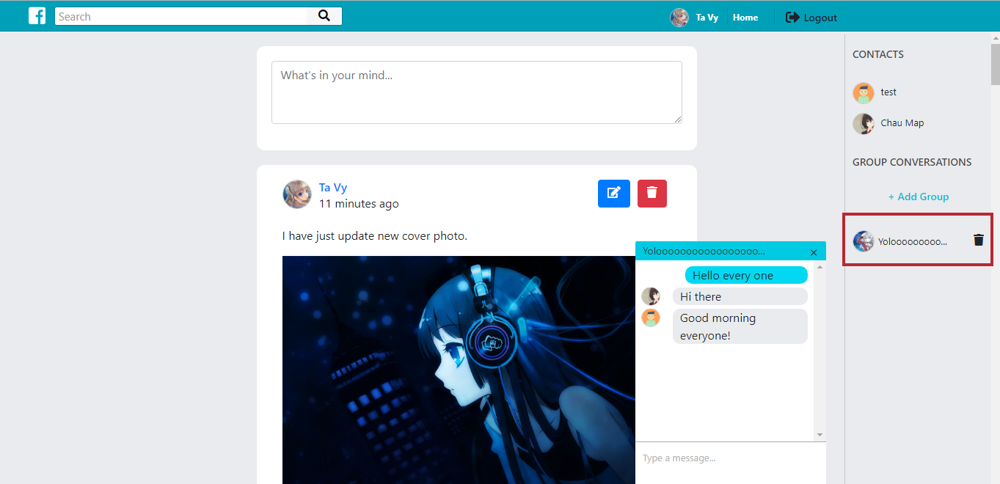 Search
Ta Vy
Home
Logout
What's in your mind...
Ta Vy
11 minutes ago
I have just update new cover photo.
Yolooooooooooooooooo...
Hello every one
Hi there
Good morning
everyone!
Type a message...
CONTACTS
test
Chau Map
GROUP CONVERSATIONS
+ Add Group
Yolooooooooo...